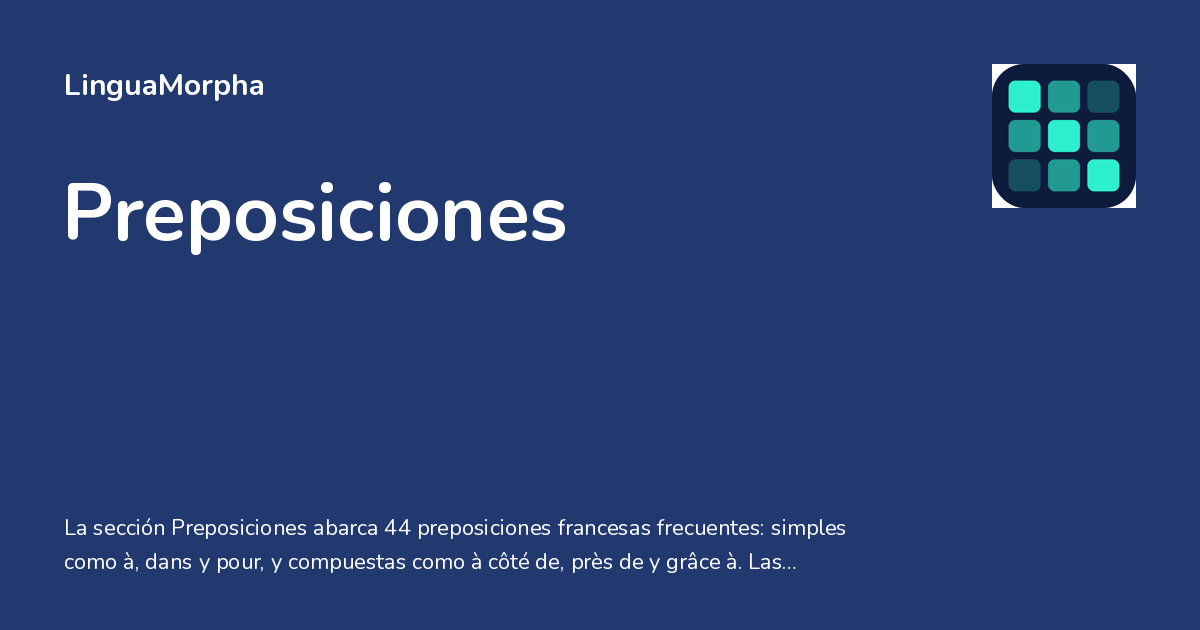 LinguaMorpha
Preposiciones
La sección Preposiciones abarca 44 preposiciones francesas frecuentes: simples
como à, dans y pour, y compuestas como à côté de, près de y grâce à. Las…